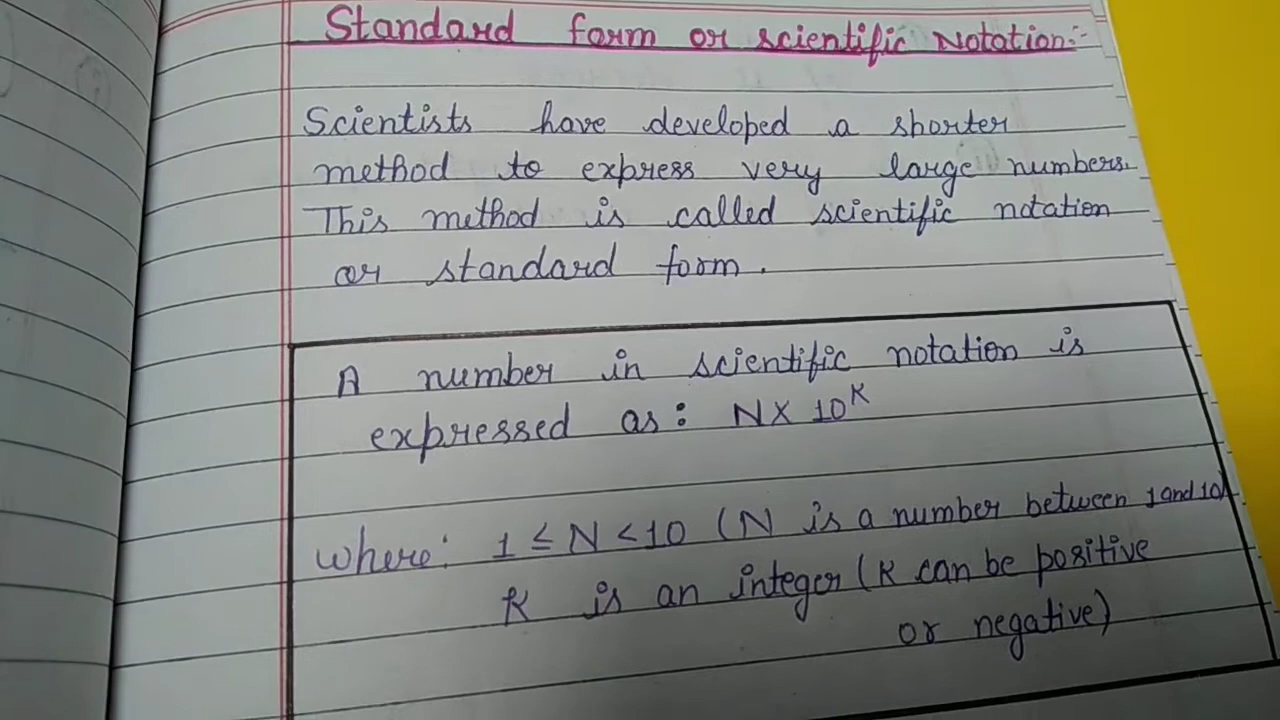 Standard form or scientific Notation:-
Scientists have developed a shorter
method to express very large numbers.
This method is called scientific notation
or standard form.
A number in scientific notation is
expressed as: N X 10^K
where: 1 ≤ N < 10 (N is a number between 1 and 10)
K is an integer (K can be positive
or negative)